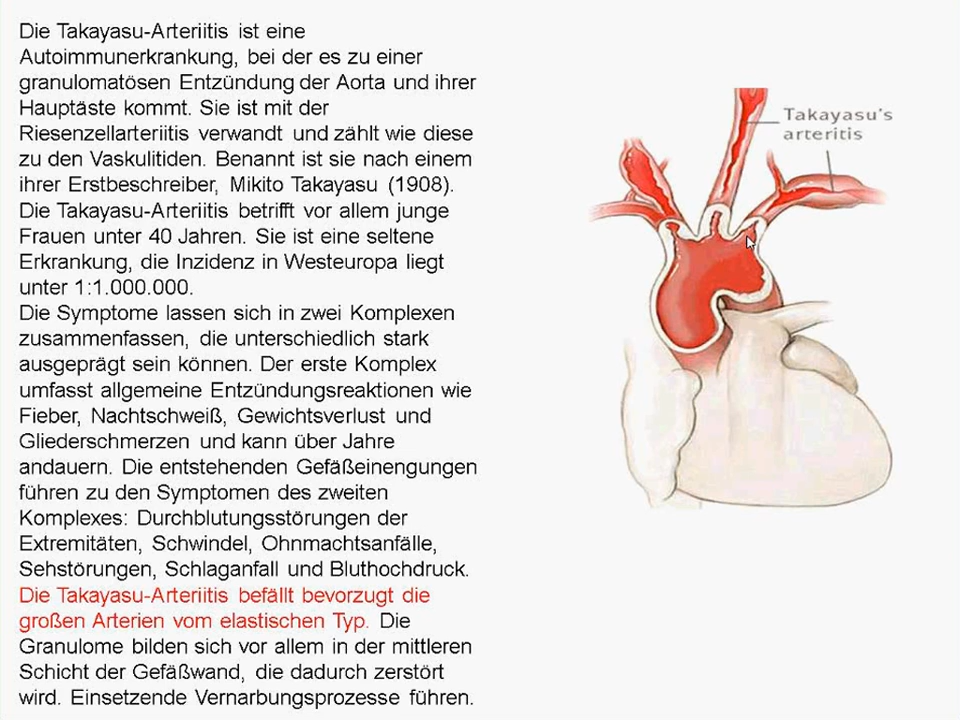 Die Takayasu-Arteriitis ist eine
Autoimmunerkrankung, bei der es zu einer
granulomatösen Entzündung der Aorta und ihrer
Hauptäste kommt. Sie ist mit der
Riesenzellarteriitis verwandt und zählt wie diese
zu den Vaskulitiden. Benannt ist sie nach einem
ihrer Erstbeschreiber, Mikito Takayasu (1908).
Die Takayasu-Arteriitis betrifft vor allem junge
Frauen unter 40 Jahren. Sie ist eine seltene
Erkrankung, die Inzidenz in Westeuropa liegt
unter 1:1.000.000.
Die Symptome lassen sich in zwei Komplexen
zusammenfassen, die unterschiedlich stark
ausgeprägt sein können. Der erste Komplex
umfasst allgemeine Entzündungsreaktionen wie
Fieber, Nachtschweiß, Gewichtsverlust und
Gliederschmerzen und kann über Jahre
andauern. Die entstehenden Gefäßeinengungen
führen zu den Symptomen des zweiten
Komplexes: Durchblutungsstörungen der
Extremitäten, Schwindel, Ohnmachtsanfälle,
Sehstörungen, Schlaganfall und Bluthochdruck.
Die Takayasu-Arteriitis befällt bevorzugt die
großen Arterien vom elastischen Typ. Die
Granulome bilden sich vor allem in der mittleren
Schicht der Gefäßwand, die dadurch zerstört
wird. Einsetzende Vernarbungsprozesse führen.
Takayasu's
arteritis